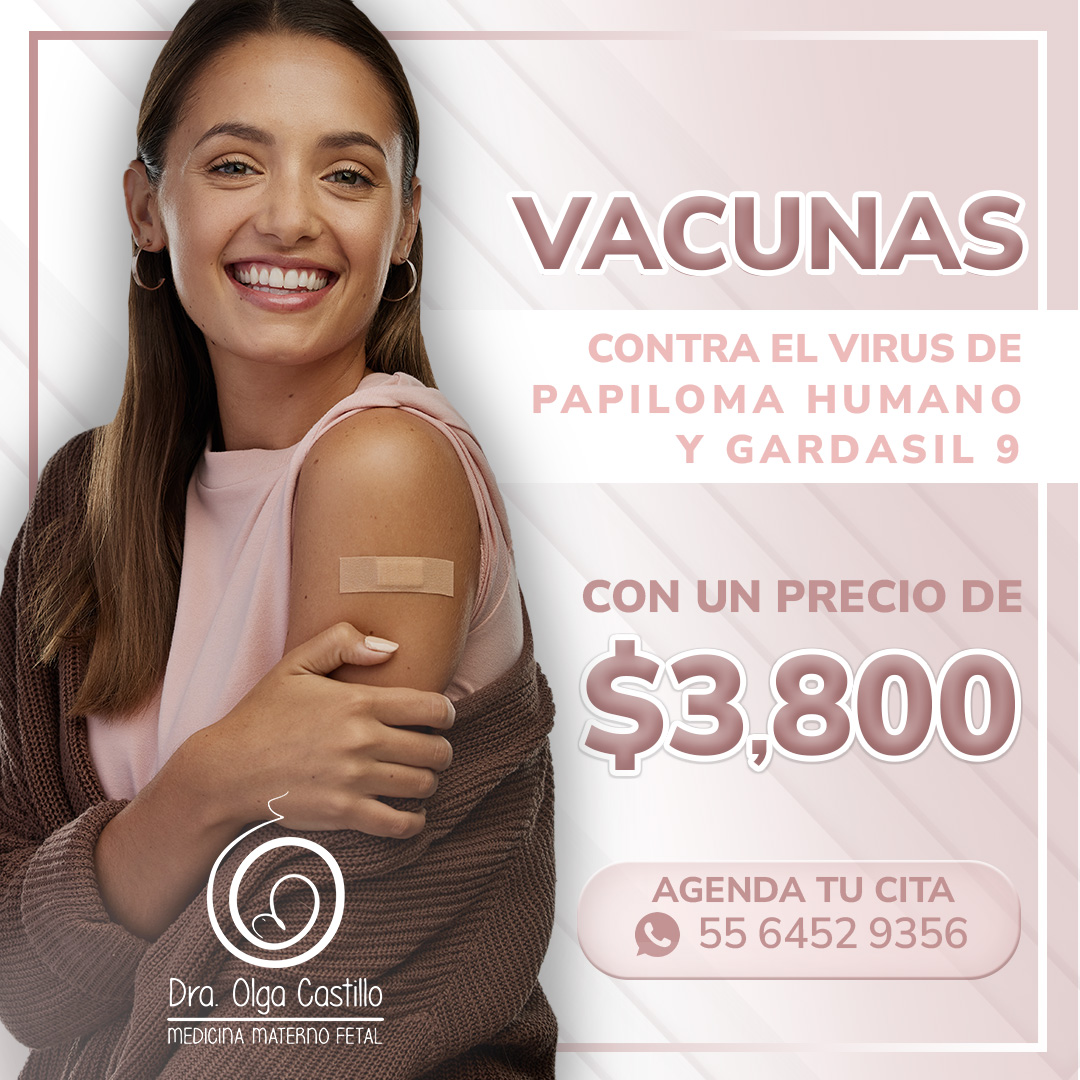 VACUNAS
CONTRA EL VIRUS DE
PAPILOMA HUMANO
Y GARDASIL 9
CON UN PRECIO DE
$3,800
AGENDA TU CITA
55 6452 9356
Dra. Olga Castillo
MEDICINA MATERNO FETAL